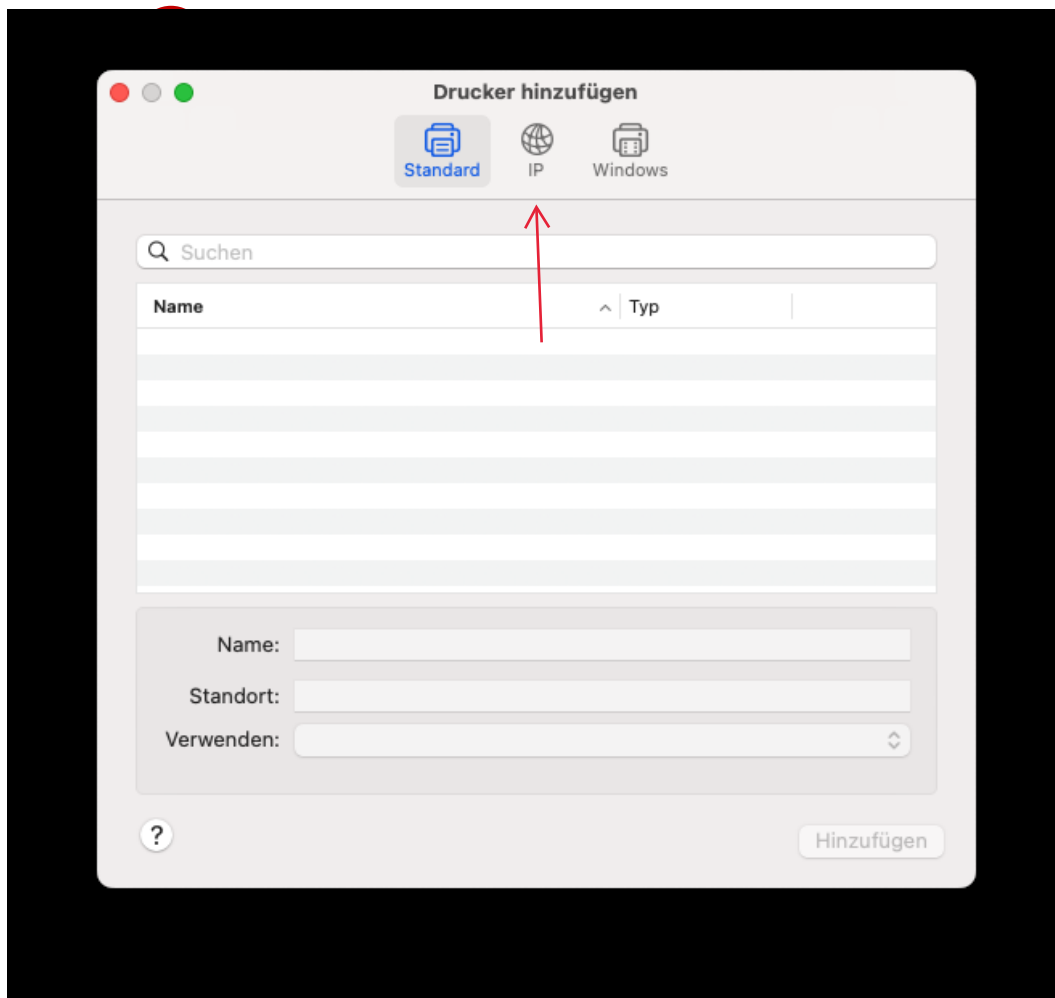 Drucker hinzufügen
Standard IP Windows
Suchen
Name Typ
Name:
Standort:
Verwenden:
?
Hinzufügen